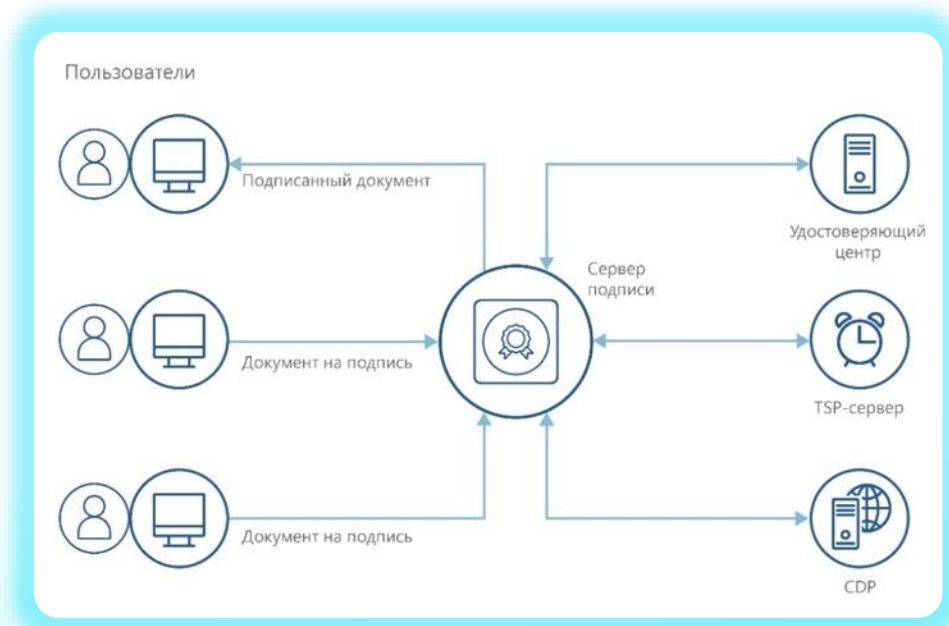 Пользователи
Подписанный документ
Удостоверяющий
центр
Сервер
подписи
Документ на подпись
TSP-сервер
Документ на подпись
CDP